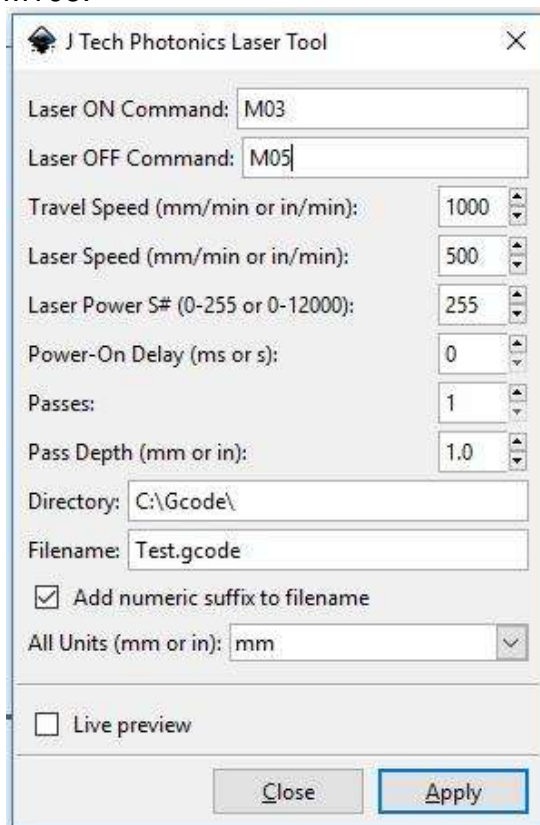 J Tech Photonics Laser Tool
Laser ON Command: M03
Laser OFF Command: M05
Travel Speed (mm/min or in/min): 1000
Laser Speed (mm/min or in/min): 500
Laser Power S# (0-255 or 0-12000): 255
Power-On Delay (ms or s): 0
Passes: 1
Pass Depth (mm or in): 1.0
Directory: C:\Gcode\
Filename: Test.gcode
Add numeric suffix to filename
All Units (mm or in): mm
Live preview
Close Apply